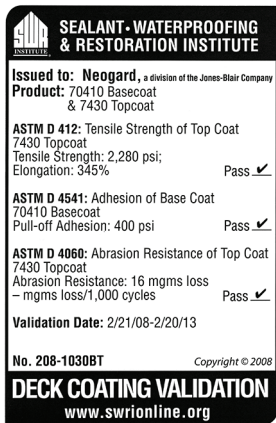 SWR
INSTITUTE
SEALANT • WATERPROOFING
& RESTORATION INSTITUTE
Issued to: Neogard, a division of the Jones-Blair Company
Product: 70410 Basecoat
& 7430 Topcoat
ASTM D 412: Tensile Strength of Top Coat
7430 Topcoat
Tensile Strength: 2,280 psi;
Elongation: 345% Pass ✔
ASTM D 4541: Adhesion of Base Coat
70410 Basecoat
Pull-off Adhesion: 400 psi Pass ✔
ASTM D 4060: Abrasion Resistance of Top Coat
7430 Topcoat
Abrasion Resistance: 16 mgms loss
– mgms loss/1,000 cycles Pass ✔
Validation Date: 2/21/08-2/20/13
No. 208-1030BT Copyright © 2008
DECK COATING VALIDATION
www.swrionline.org